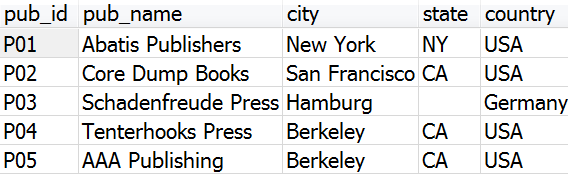 pub_id pub_name city state country
P01 Abatis Publishers New York NY USA
P02 Core Dump Books San Francisco CA USA
P03 Schadenfreude Press Hamburg Germany
P04 Tenterhooks Press Berkeley CA USA
P05 AAA Publishing Berkeley CA USA